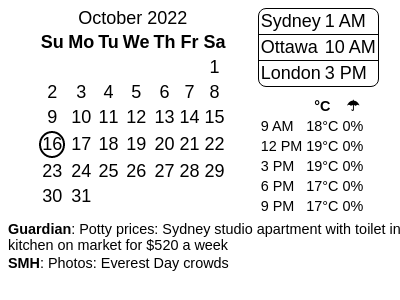 October 2022
Su Mo Tu We Th Fr Sa
1
2 3 4 5 6 7 8
9 10 11 12 13 14 15
16 17 18 19 20 21 22
23 24 25 26 27 28 29
30 31
Sydney 1 AM
Ottawa 10 AM
London 3 PM
°C ☂
9 AM 18°C 0%
12 PM 19°C 0%
3 PM 19°C 0%
6 PM 17°C 0%
9 PM 17°C 0%
Guardian: Potty prices: Sydney studio apartment with toilet in
kitchen on market for $520 a week
SMH: Photos: Everest Day crowds